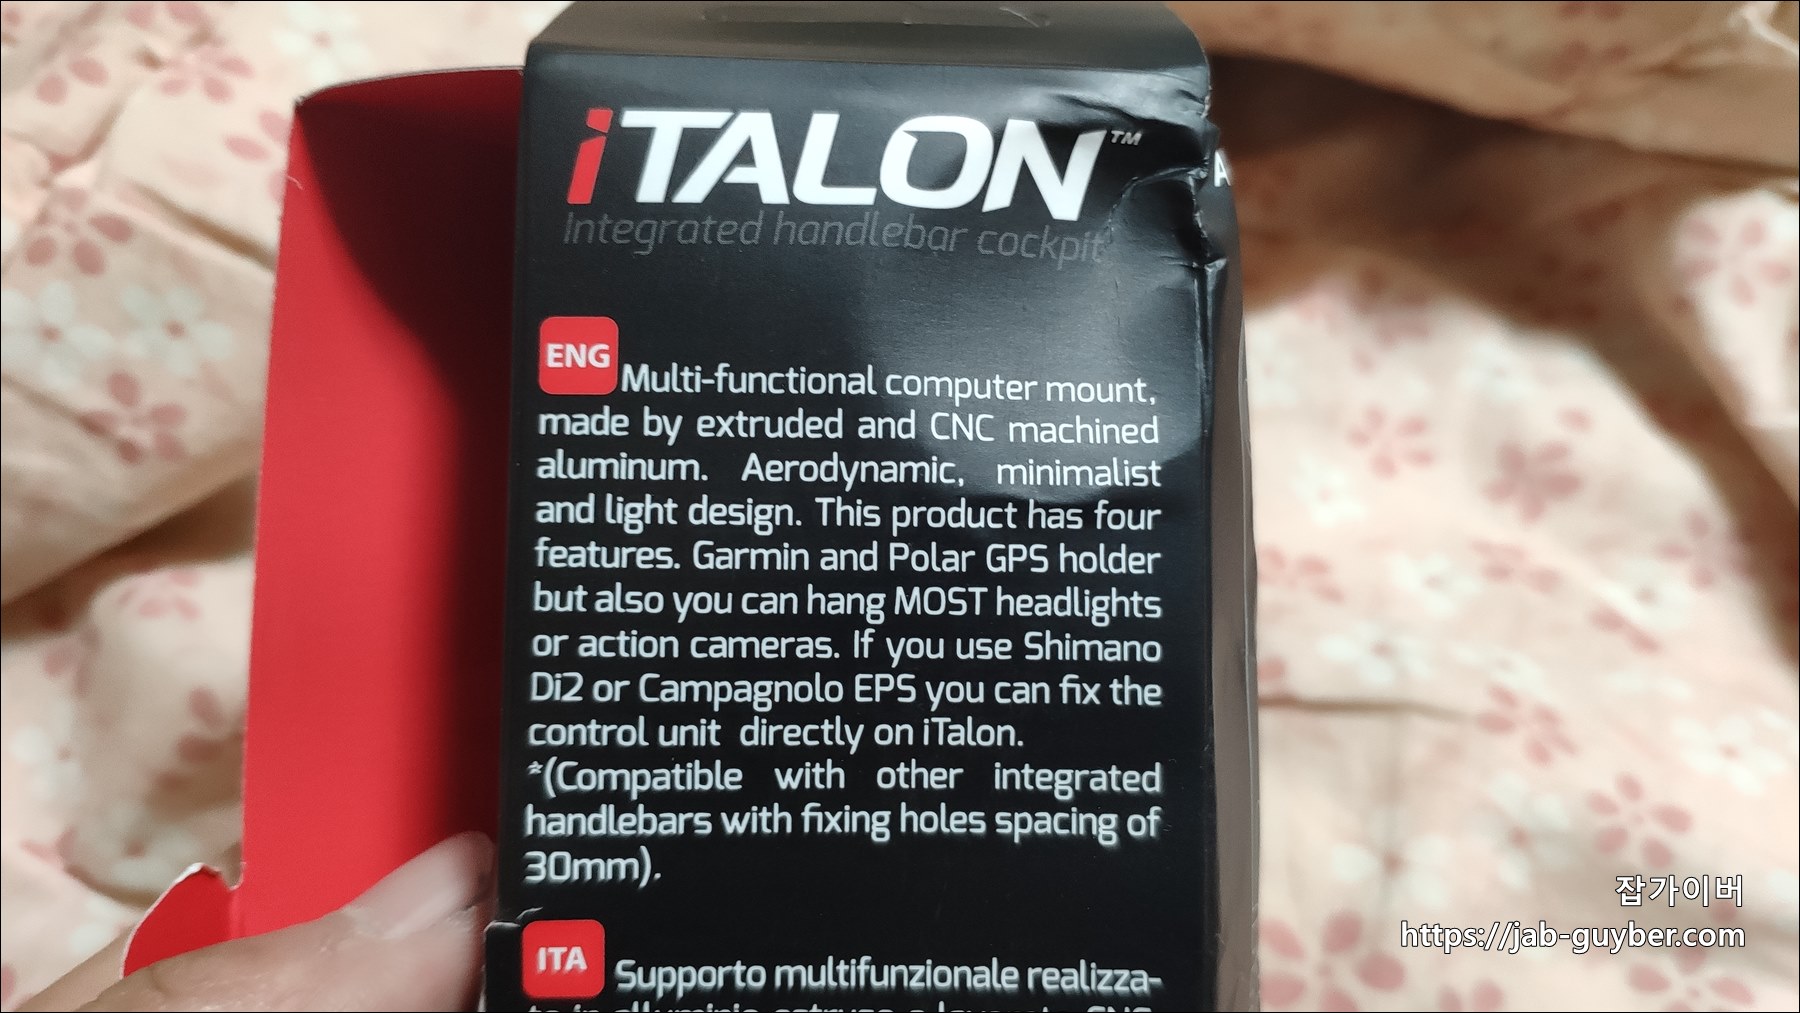 iTALON™
Integrated handlebar cockpit
ENG
Multi-functional computer mount,
made by extruded and CNC machined
aluminum. Aerodynamic, minimalist
and light design. This product has four
features. Garmin and Polar GPS holder
but also you can hang MOST headlights
or action cameras. If you use Shimano
Di2 or Campagnolo EPS you can fix the
control unit directly on iTalon.
*(Compatible with other integrated
handlebars with fixing holes spacing of
30mm).
ITA
Supporto multifunzionale realizza-
잡가이버
https://jab-guyber.com